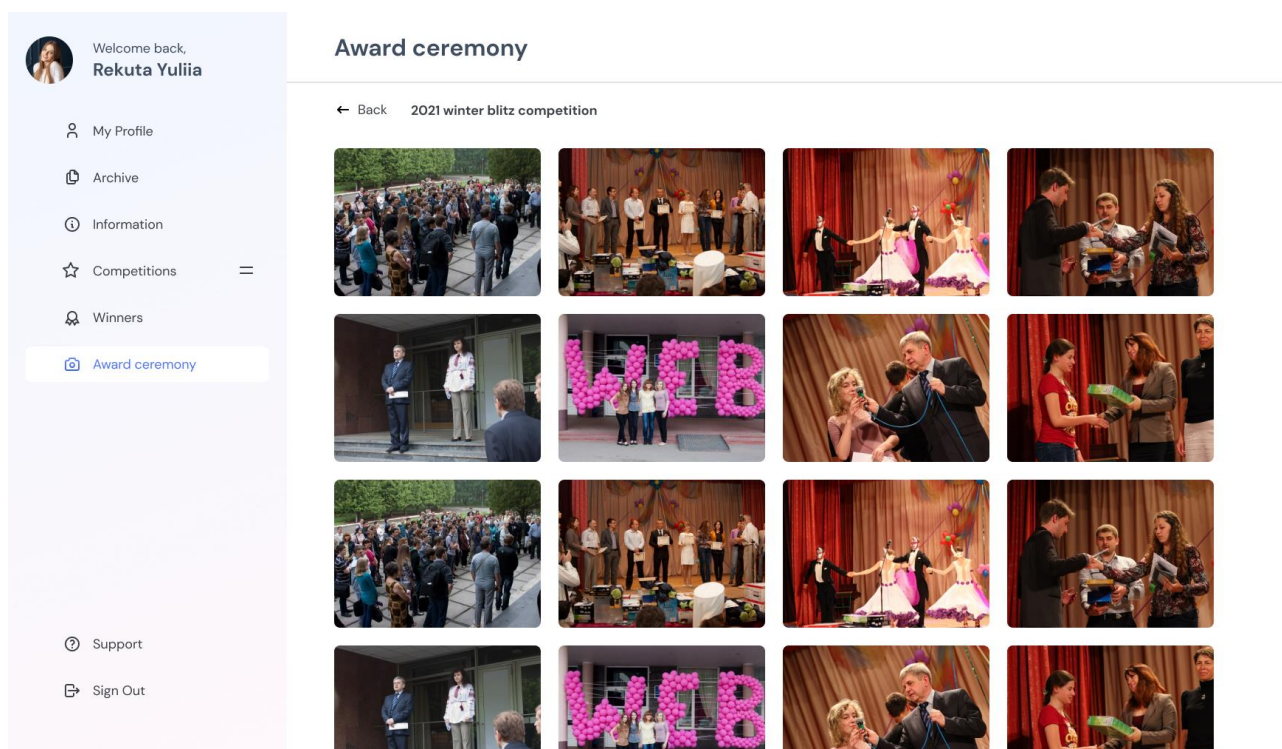 Welcome back,
Rekuta Yuliia
My Profile
Archive
Information
Competitions
Winners
Award ceremony
Support
Sign Out
Award ceremony
Back
2021 winter blitz competition
WEB
WEB